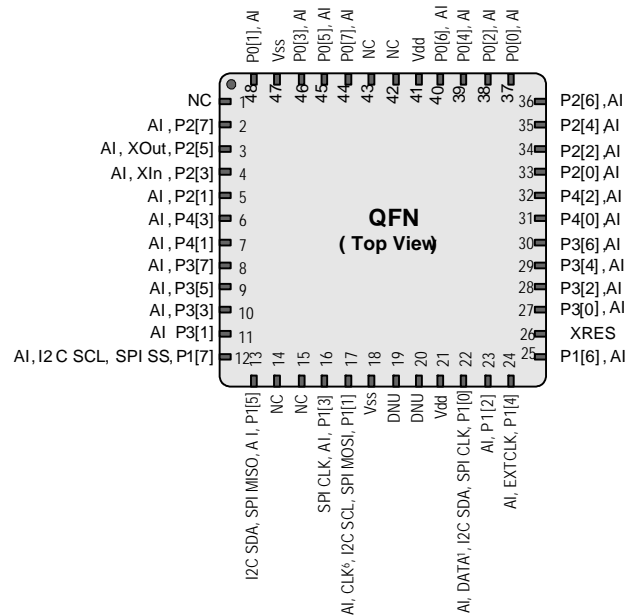 P0[1], AI
Vss
P0[3], AI
P0[5], AI
P0[7], AI
NC
NC
Vdd
P0[6], AI
P0[4], AI
P0[2], AI
P0[0], AI
48 47 46 45 44 43 42 41 40 39 38 37
NC 1
AI , P2[7] 2
AI , XOut, P2[5] 3
AI , XIn , P2[3] 4
AI , P2[1] 5
AI , P4[3] 6
AI , P4[1] 7
AI , P3[7] 8
AI , P3[5] 9
AI , P3[3] 10
AI P3[1] 11
AI, I2 C SCL, SPI SS, P1[7] 12
QFN
( Top View)
36 P2[6] , AI
35 P2[4] , AI
34 P2[2] , AI
33 P2[0] , AI
32 P4[2] , AI
31 P4[0] , AI
30 P3[6] , AI
29 P3[4] , AI
28 P3[2] , AI
27 P3[0] , AI
26 XRES
25 P1[6] , AI
13 14 15 16 17 18 19 20 21 22 23 24
I2C SDA, SPI MISO, A I, P1[5]
NC
NC
SPI CLK, AI, P1[3]
AI, CLK⁶, I2C SCL, SPI MOSI, P1[1]
Vss
DNU
DNU
Vdd
AI, DATA¹, I2C SDA, SPI CLK, P1[0]
AI, P1[2]
AI, EXTCLK, P1[4]